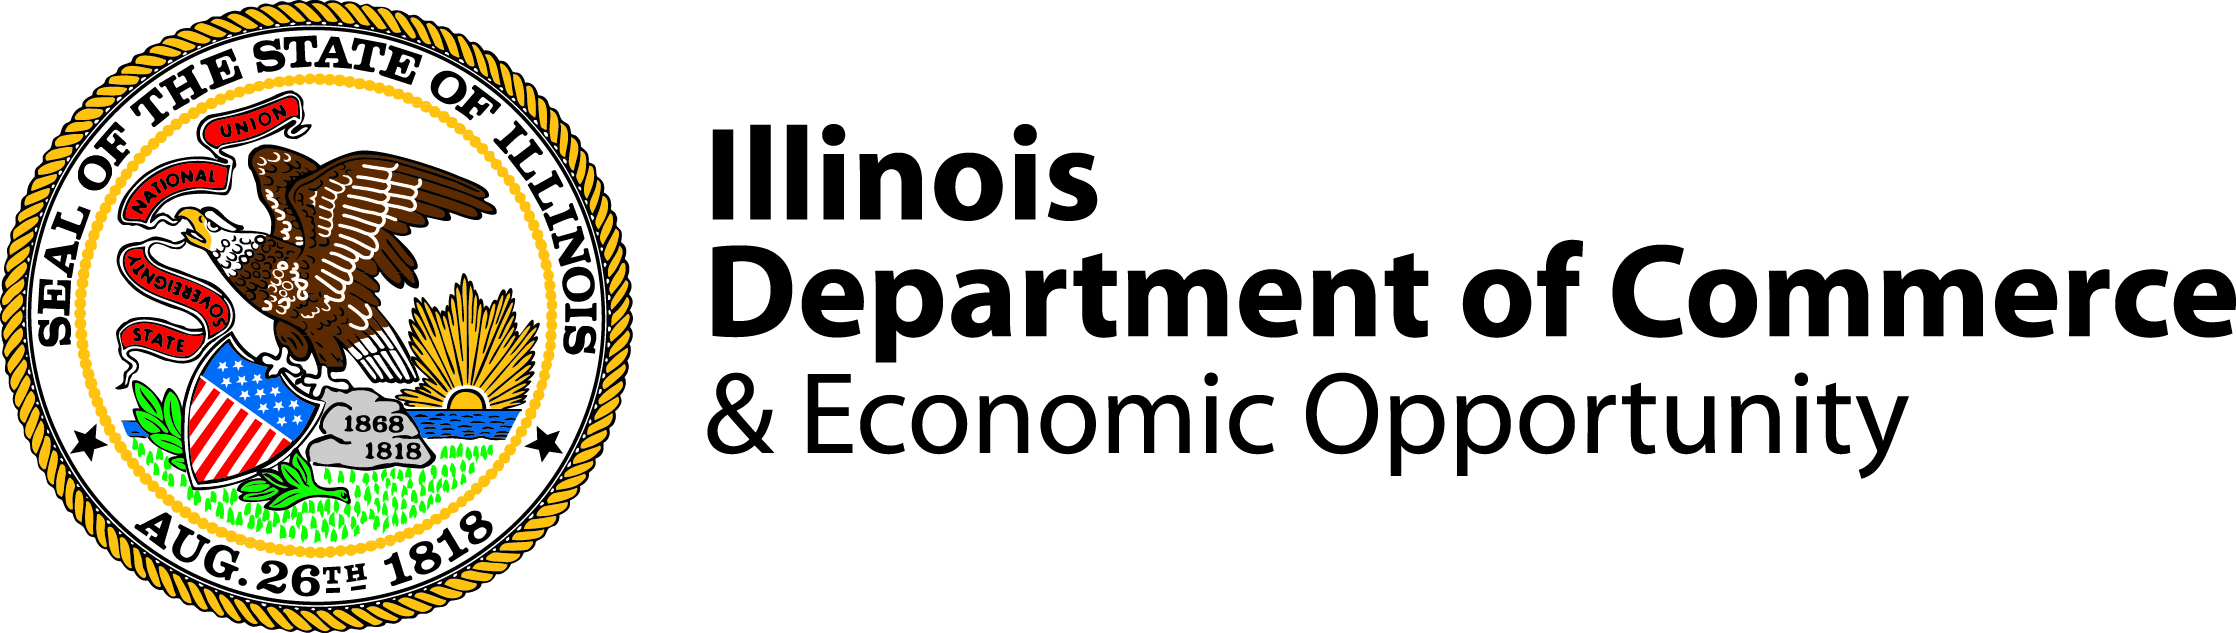 SEAL OF THE STATE OF ILLINOIS
UNION
NATIONAL
SOVEREIGNTY
STATE
1868
1818
AUG. 26TH 1818
Illinois
Department of Commerce
& Economic Opportunity